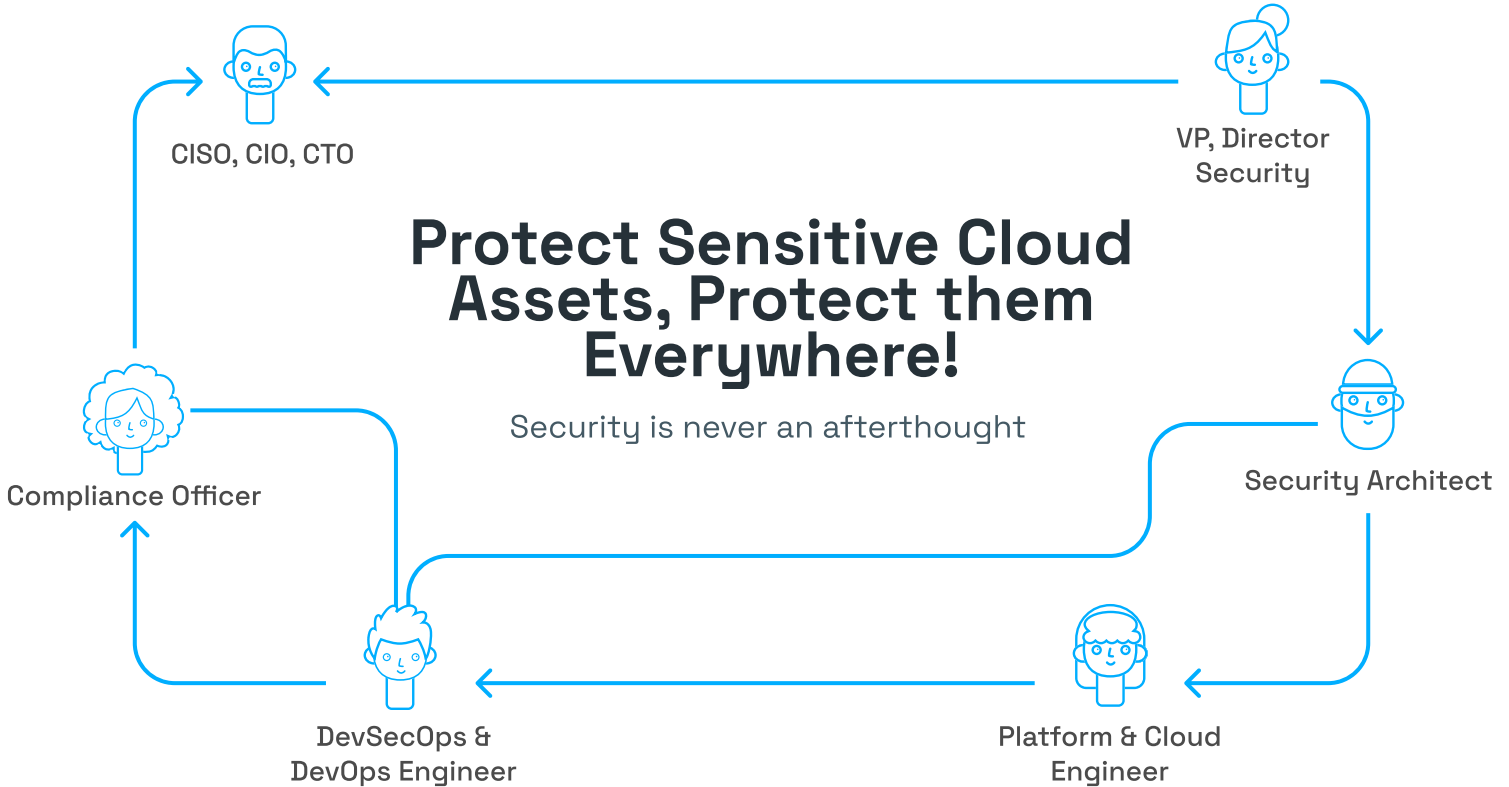 CISO, CIO, CTO
VP, Director
Security
Protect Sensitive Cloud
Assets, Protect them
Everywhere!
Security is never an afterthought
Compliance Officer
Security Architect
DevSecOps &
DevOps Engineer
Platform & Cloud
Engineer